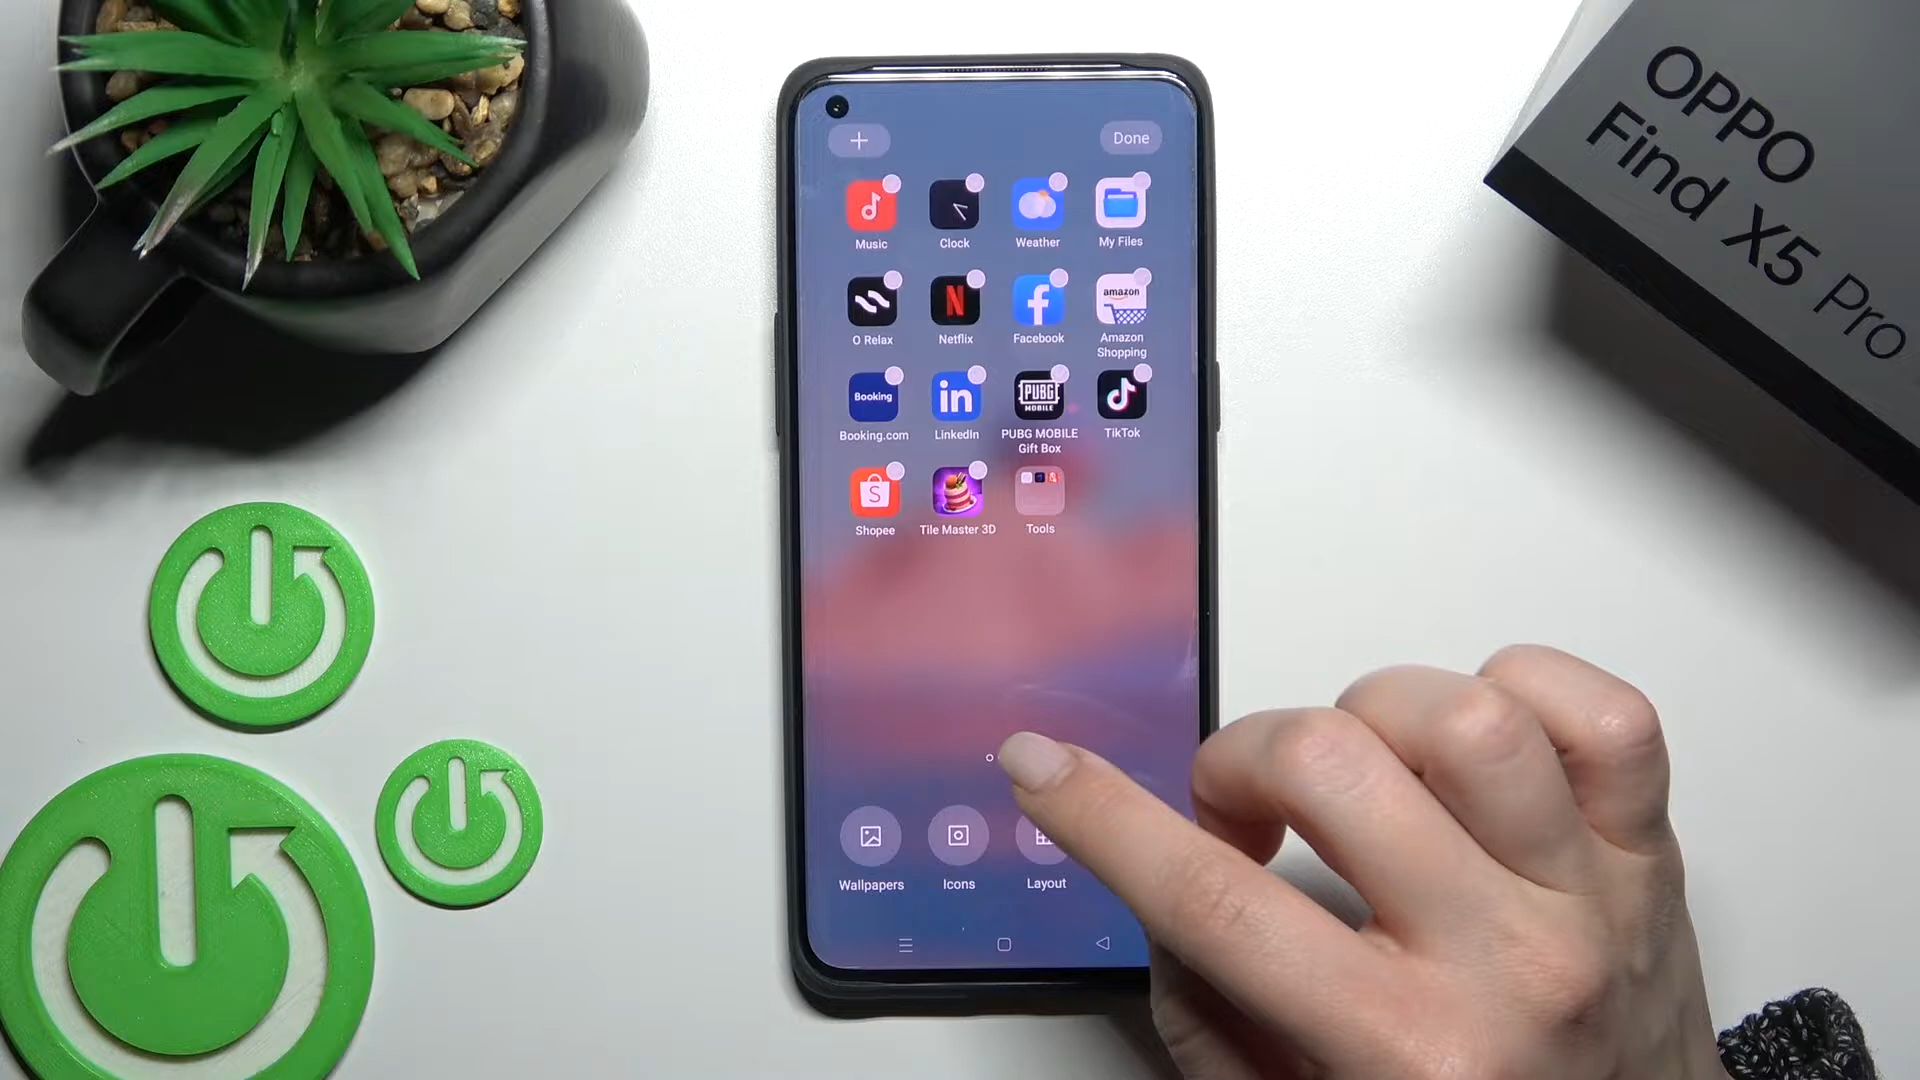 OPPO
Find X5 Pro
Done
Music
Clock
Weather
My Files
amazon
O Relax
Netflix
Facebook
Amazon
Shopping
Booking
in
PUBG
MOBILE
Booking.com
LinkedIn
PUBG MOBILE
Gift Box
TikTok
Shopee
Tile Master 3D
Tools
Wallpapers
Icons
Layout